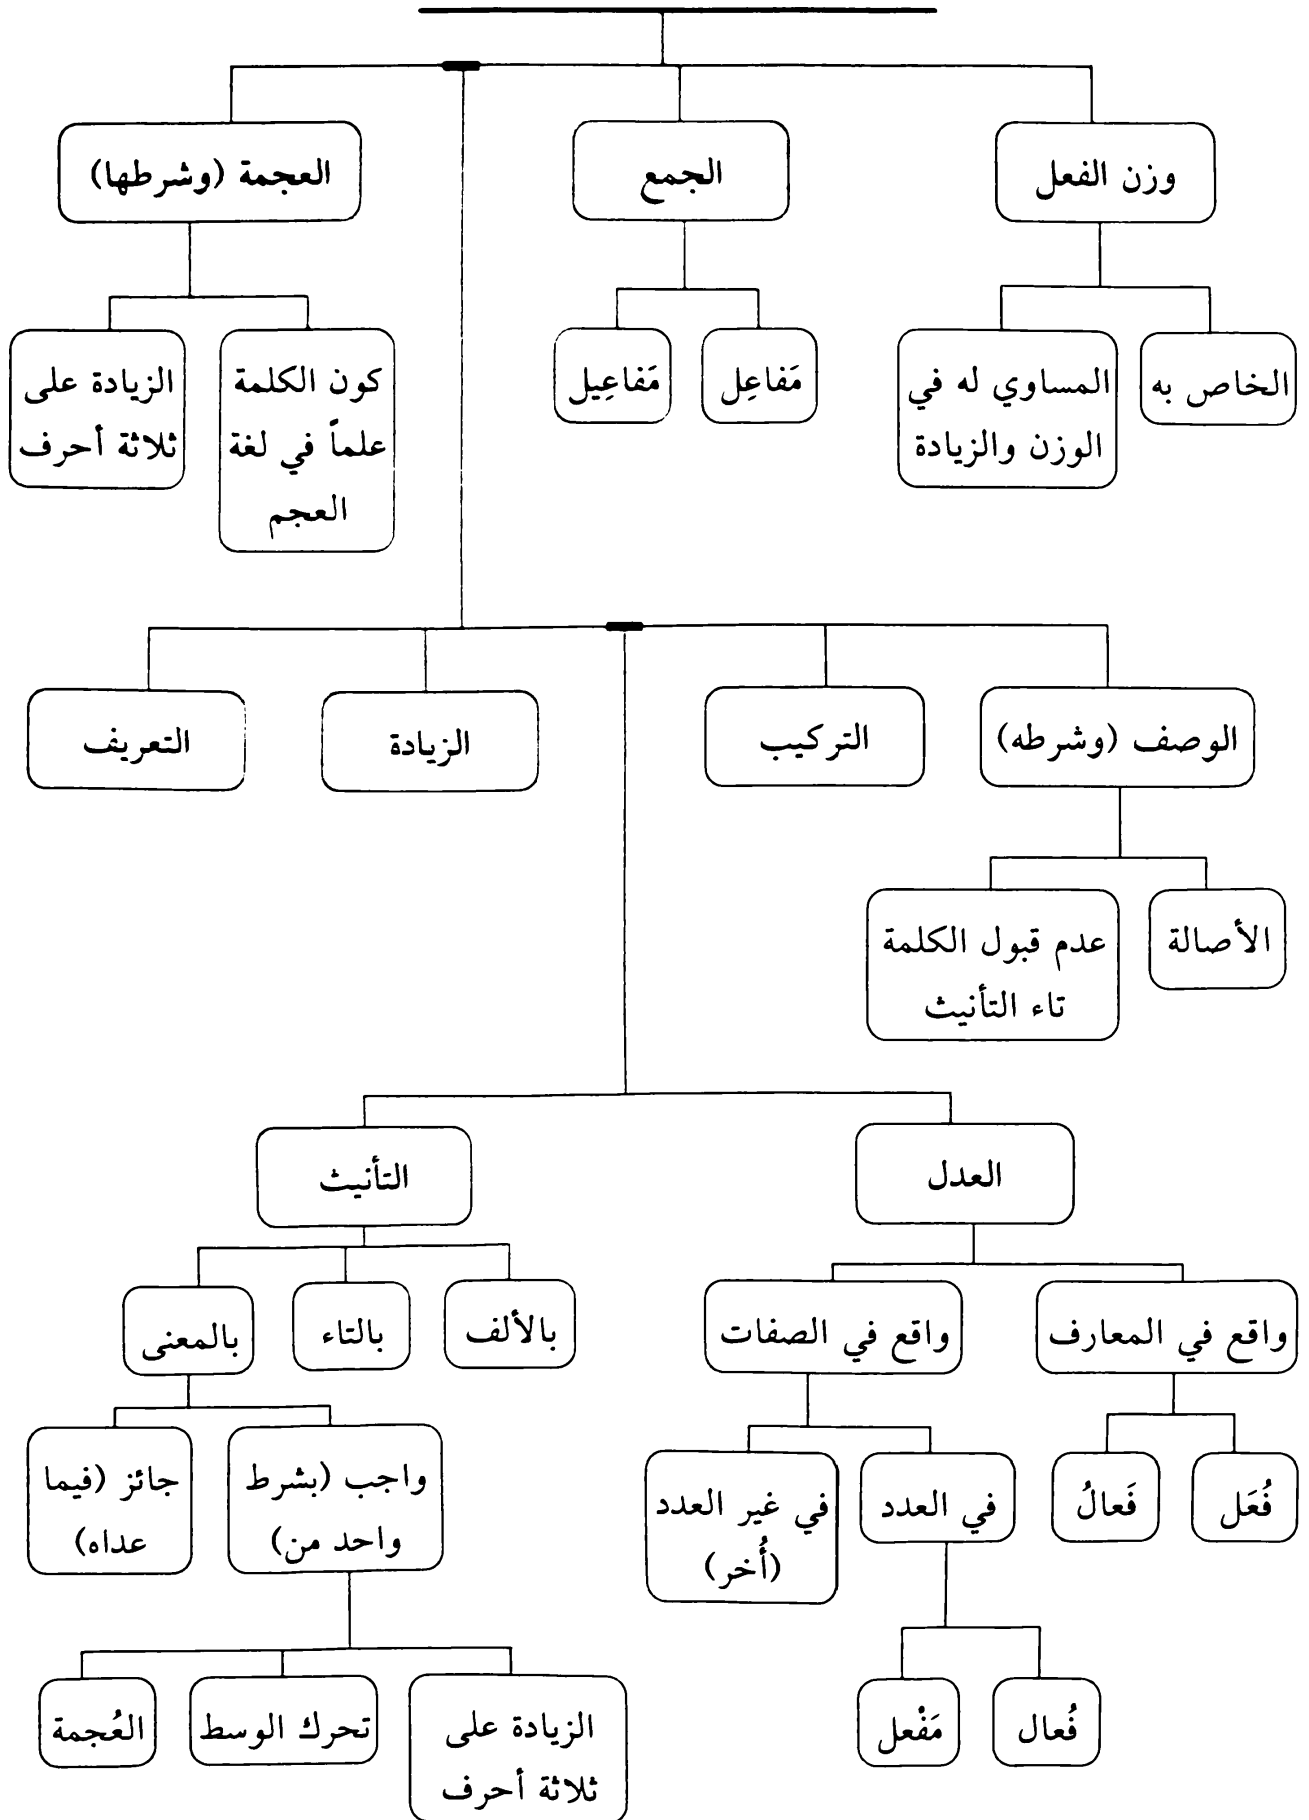 وزن الفعل
الجمع
العجمة (وشرطها)
الخاص به
المساوي له في
الوزن والزيادة
مَفاعِل
مَفاعِيل
كون الكلمة
علماً في لغة
العجم
الزيادة على
ثلاثة أحرف
الوصف (وشرطه)
التركيب
الزيادة
التعريف
الأصالة
عدم قبول الكلمة
تاء التأنيث
العدل
التأنيث
واقع في المعارف
واقع في الصفات
بالألف
بالتاء
بالمعنى
فُعَل
فَعالُ
في العدد
في غير العدد
(أُخر)
واجب (بشرط
واحد من)
جائز (فيما
عداه)
فُعال
مَفْعل
الزيادة على
ثلاثة أحرف
تحرك الوسط
العُجمة